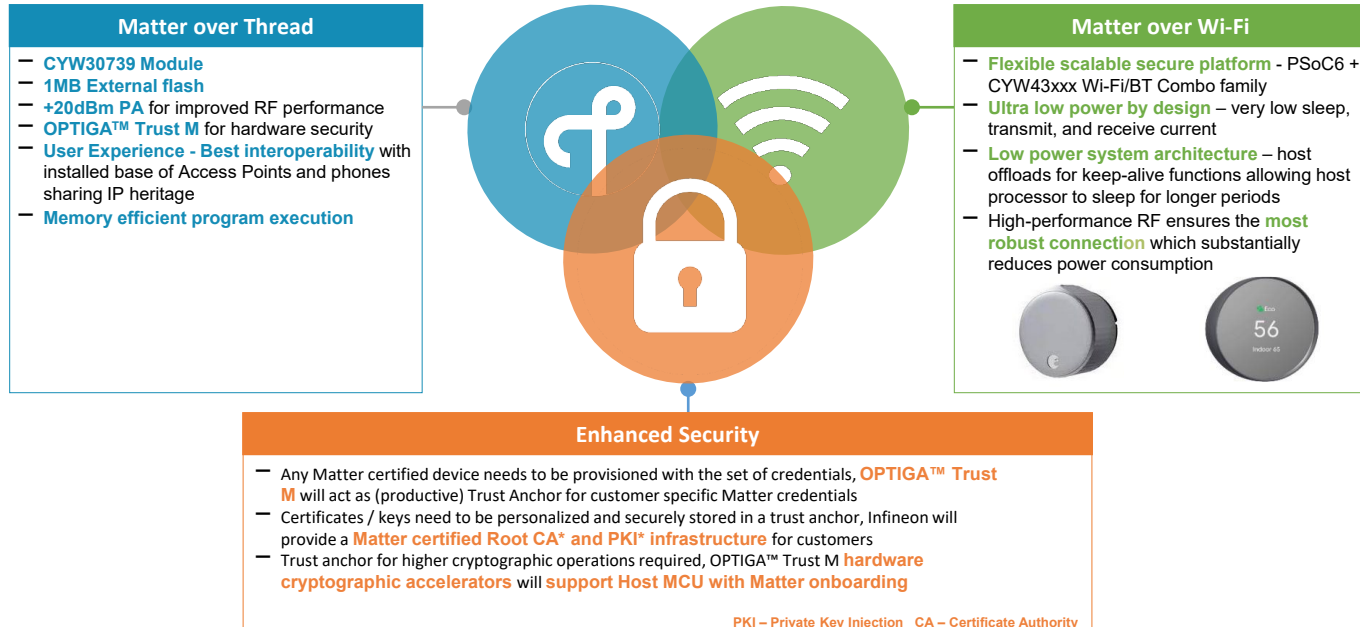 Matter over Thread
— CYW30739 Module
— 1MB External flash
— +20dBm PA for improved RF performance
— OPTIGA™ Trust M for hardware security
— User Experience - Best interoperability with
installed base of Access Points and phones
sharing IP heritage
— Memory efficient program execution
Matter over Wi-Fi
— Flexible scalable secure platform - PSoC6 +
CYW43xxx Wi-Fi/BT Combo family
— Ultra low power by design – very low sleep,
transmit, and receive current
— Low power system architecture – host
offloads for keep-alive functions allowing host
processor to sleep for longer periods
— High-performance RF ensures the most
robust connection which substantially
reduces power consumption
Eco
56
Indoor 65
Enhanced Security
— Any Matter certified device needs to be provisioned with the set of credentials, OPTIGA™ Trust
M will act as (productive) Trust Anchor for customer specific Matter credentials
— Certificates / keys need to be personalized and securely stored in a trust anchor, Infineon will
provide a Matter certified Root CA* and PKI* infrastructure for customers
— Trust anchor for higher cryptographic operations required, OPTIGA™ Trust M hardware
cryptographic accelerators will support Host MCU with Matter onboarding
PKI – Private Key Injection CA – Certificate Authority